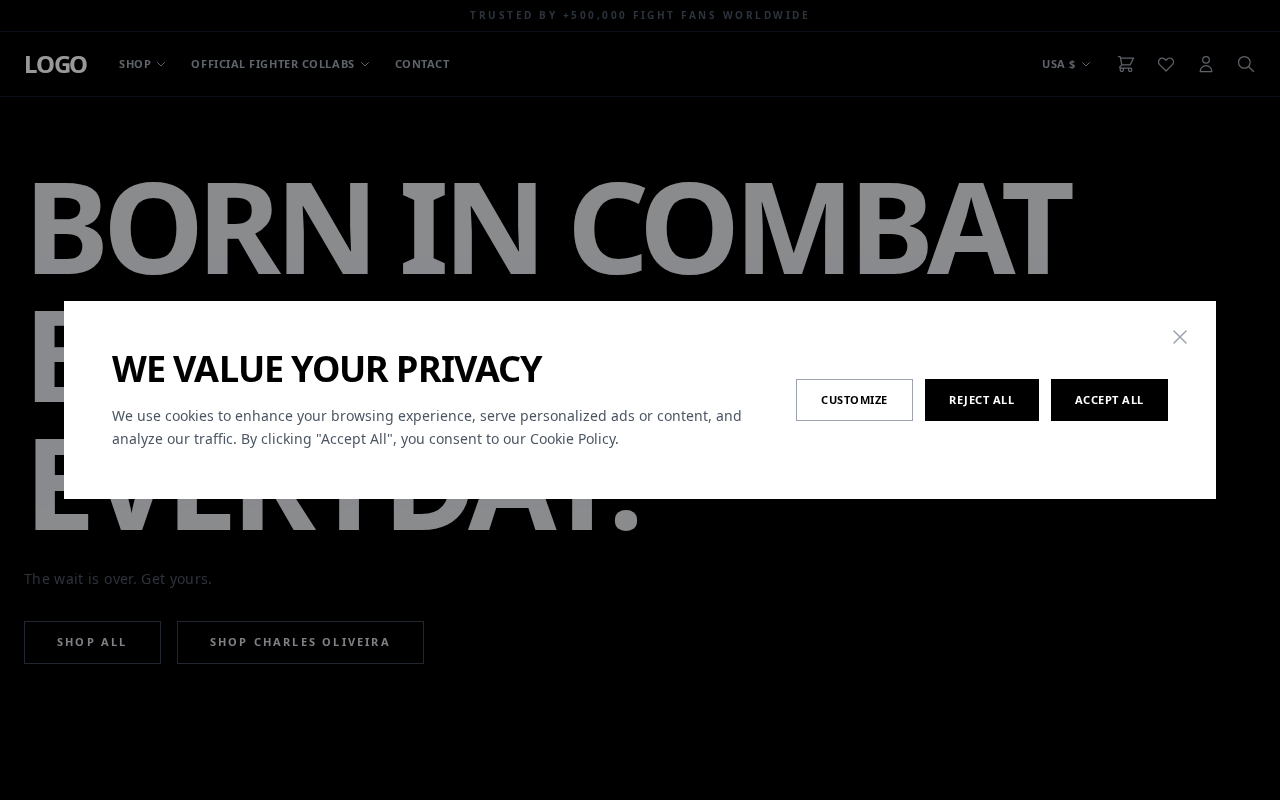 TRUSTED BY +500,000 FIGHT FANS WORLDWIDE
LOGO SHOP OFFICIAL FIGHTER COLLABS CONTACT USA $
BORN IN COMBAT
WE VALUE YOUR PRIVACY
We use cookies to enhance your browsing experience, serve personalized ads or content, and
analyze our traffic. By clicking "Accept All", you consent to our Cookie Policy.
CUSTOMIZE REJECT ALL ACCEPT ALL
EVERYDAY.
The wait is over. Get yours.
SHOP ALL SHOP CHARLES OLIVEIRA